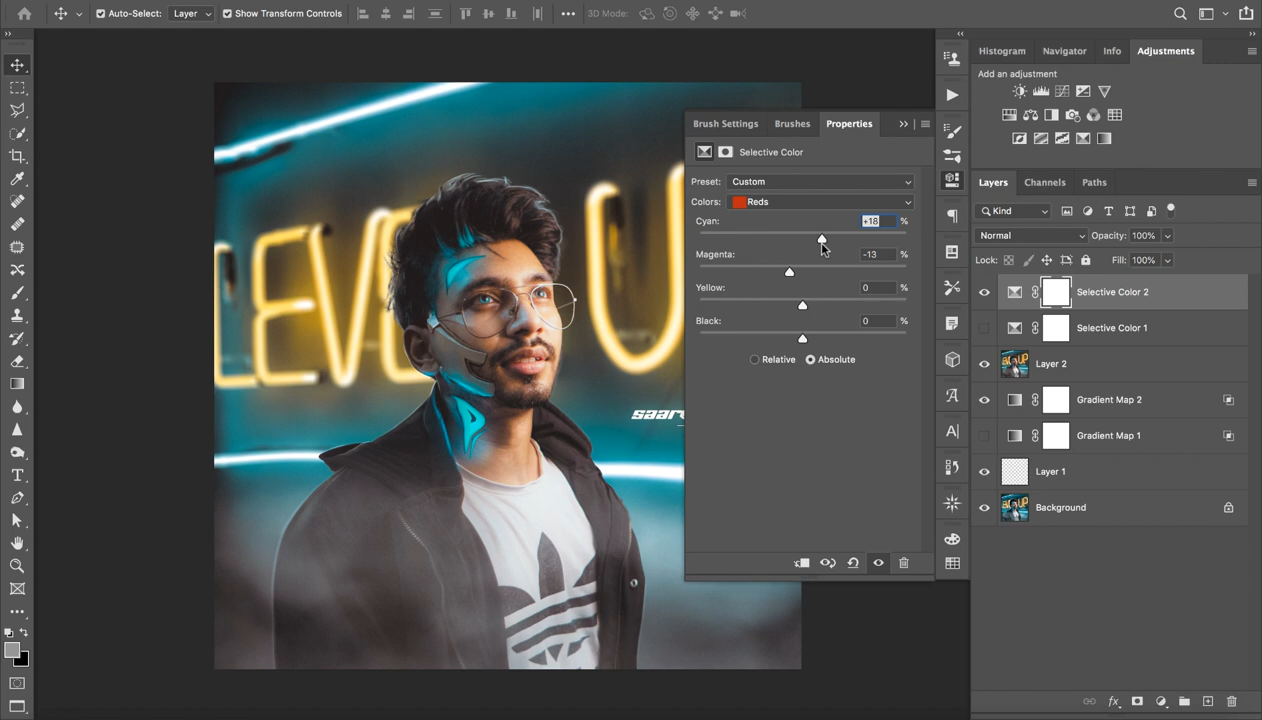 Auto-Select: Layer Show Transform Controls 3D Mode:
Histogram Navigator Info Adjustments
Add an adjustment
Brush Settings Brushes Properties
Selective Color
Preset: Custom
Colors: Reds
Cyan: +18 %
Magenta: -13 %
Yellow: 0 %
Black: 0 %
Relative Absolute
Layers Channels Paths
Kind
Normal Opacity: 100%
Lock: Fill: 100%
Selective Color 2
Selective Color 1
Layer 2
Gradient Map 2
Gradient Map 1
Layer 1
Background
fx
LEVE
U